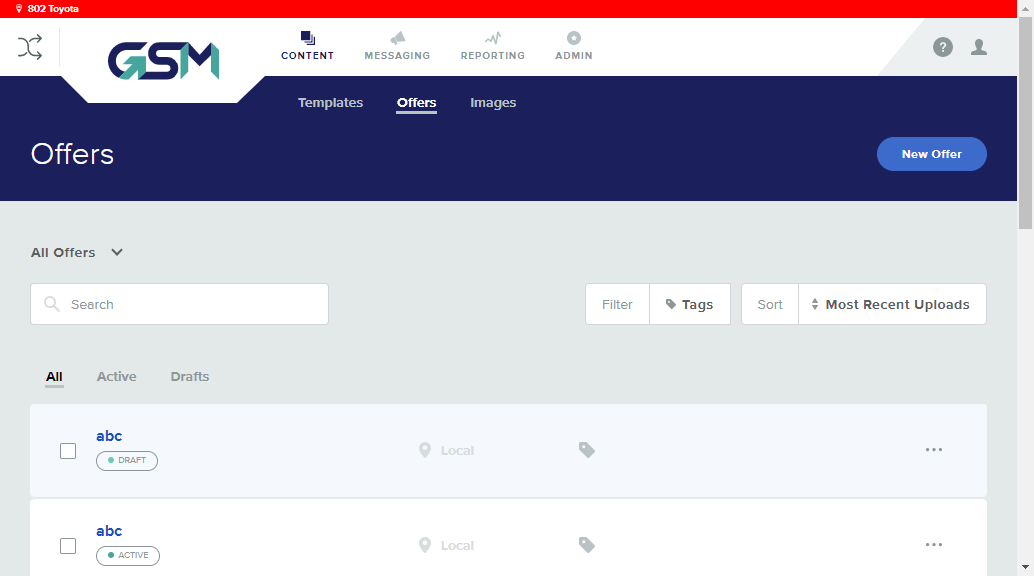 802 Toyota
GSM
CONTENT MESSAGING REPORTING ADMIN
?
Templates Offers Images
Offers
New Offer
All Offers
Search
Filter Tags Sort Most Recent Uploads
All Active Drafts
abc
DRAFT
Local
abc
ACTIVE
Local